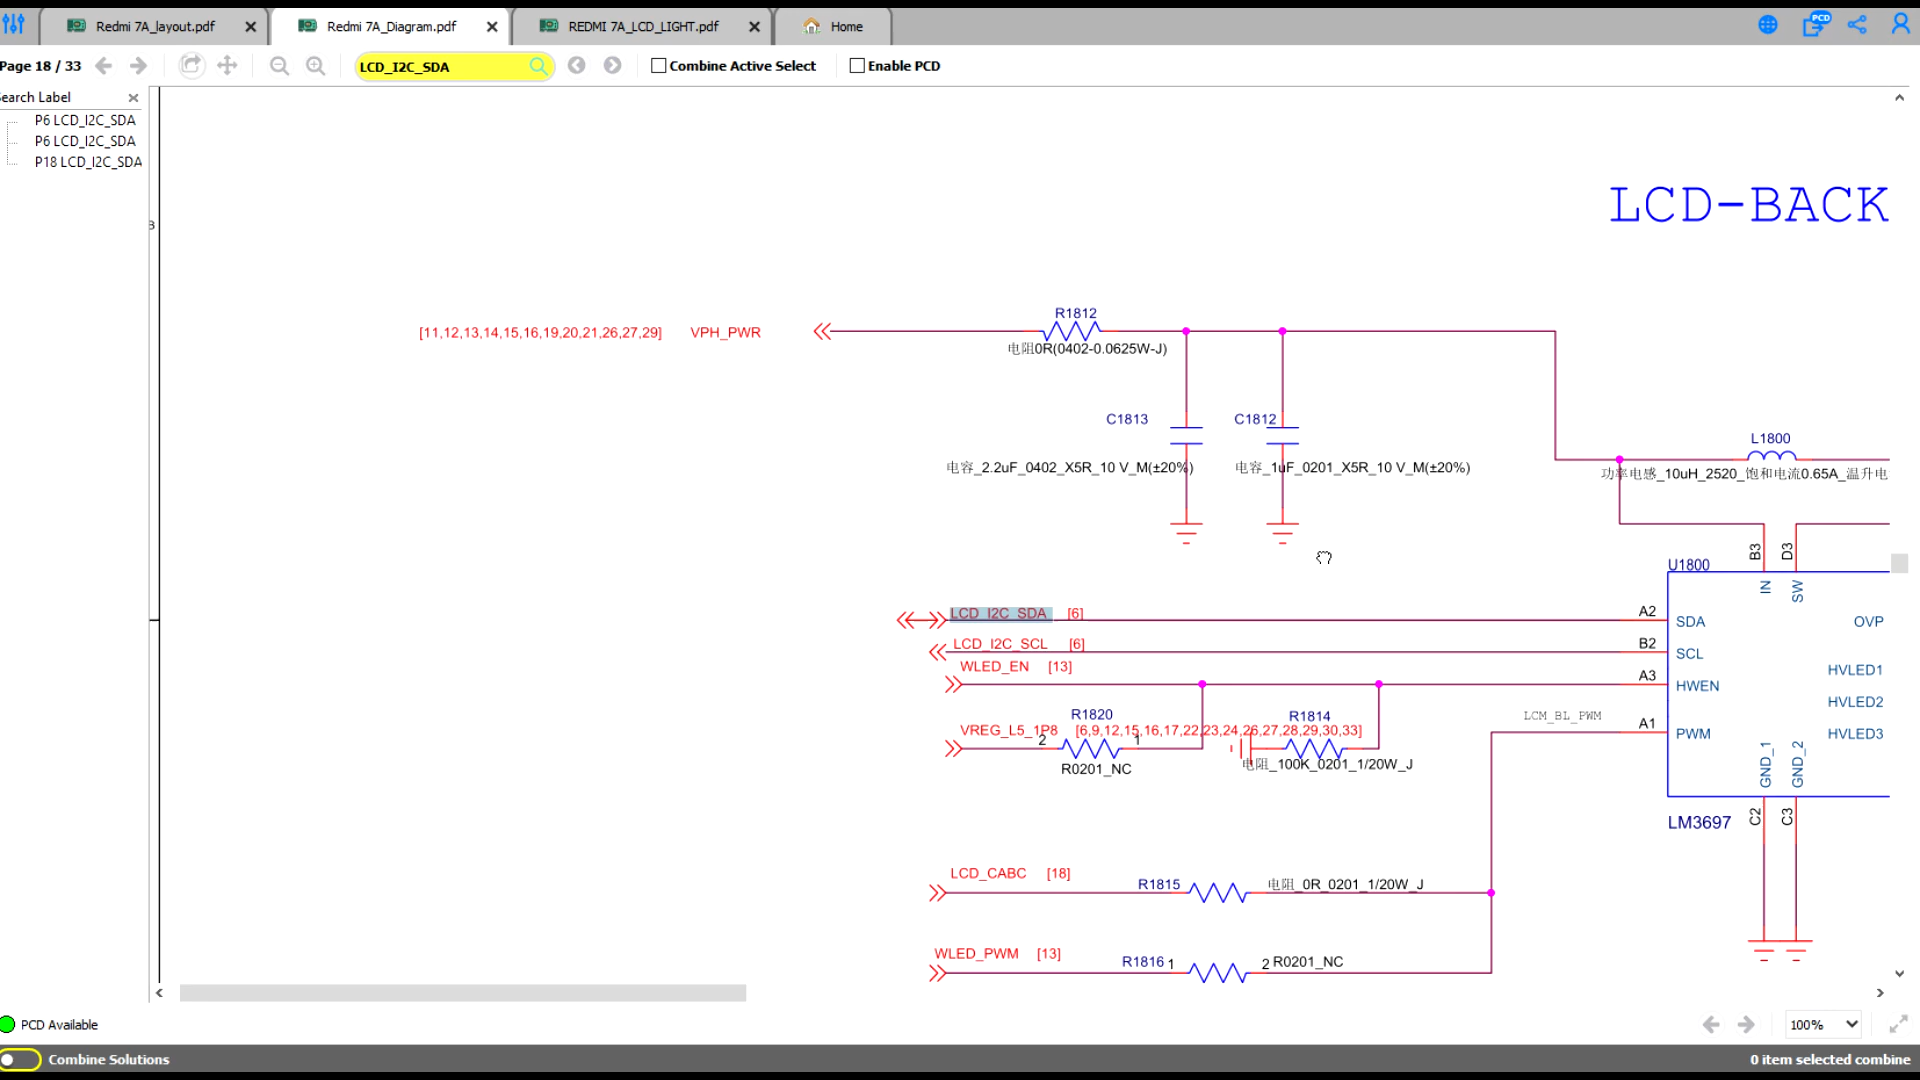 Redmi 7A_layout.pdf
Redmi 7A_Diagram.pdf
REDMI 7A_LCD_LIGHT.pdf
Home
PCD
Page 18 / 33
LCD_I2C_SDA
Combine Active Select
Enable PCD
earch Label
P6 LCD_I2C_SDA
P6 LCD_I2C_SDA
P18 LCD_I2C_SDA
LCD-BACK
R1812
[11,12,13,14,15,16,19,20,21,26,27,29] VPH_PWR
电阻0R(0402-0.0625W-J)
C1813
C1812
电容_2.2uF_0402_X5R_10 V_M(±20%)
电容_1uF_0201_X5R_10 V_M(±20%)
L1800
功率电感_10uH_2520_饱和电流0.65A_温升电
B3
D3
U1800
IN
SW
LCD_I2C_SDA [6]
A2
SDA
OVP
LCD_I2C_SCL [6]
B2
SCL
WLED_EN [13]
A3
HWEN
HVLED1
HVLED2
HVLED3
R1820
R1814
LCM_BL_PWM
A1
PWM
VREG_L5_1P8 [6,9,12,15,16,17,22,23,24,26,27,28,29,30,33]
2
1
R0201_NC
电阻_100K_0201_1/20W_J
GND_1
GND_2
LM3697
C2
C3
LCD_CABC [18]
R1815
电阻_0R_0201_1/20W_J
WLED_PWM [13]
R1816 1
2 R0201_NC
PCD Available
100%
Combine Solutions
0 item selected combine